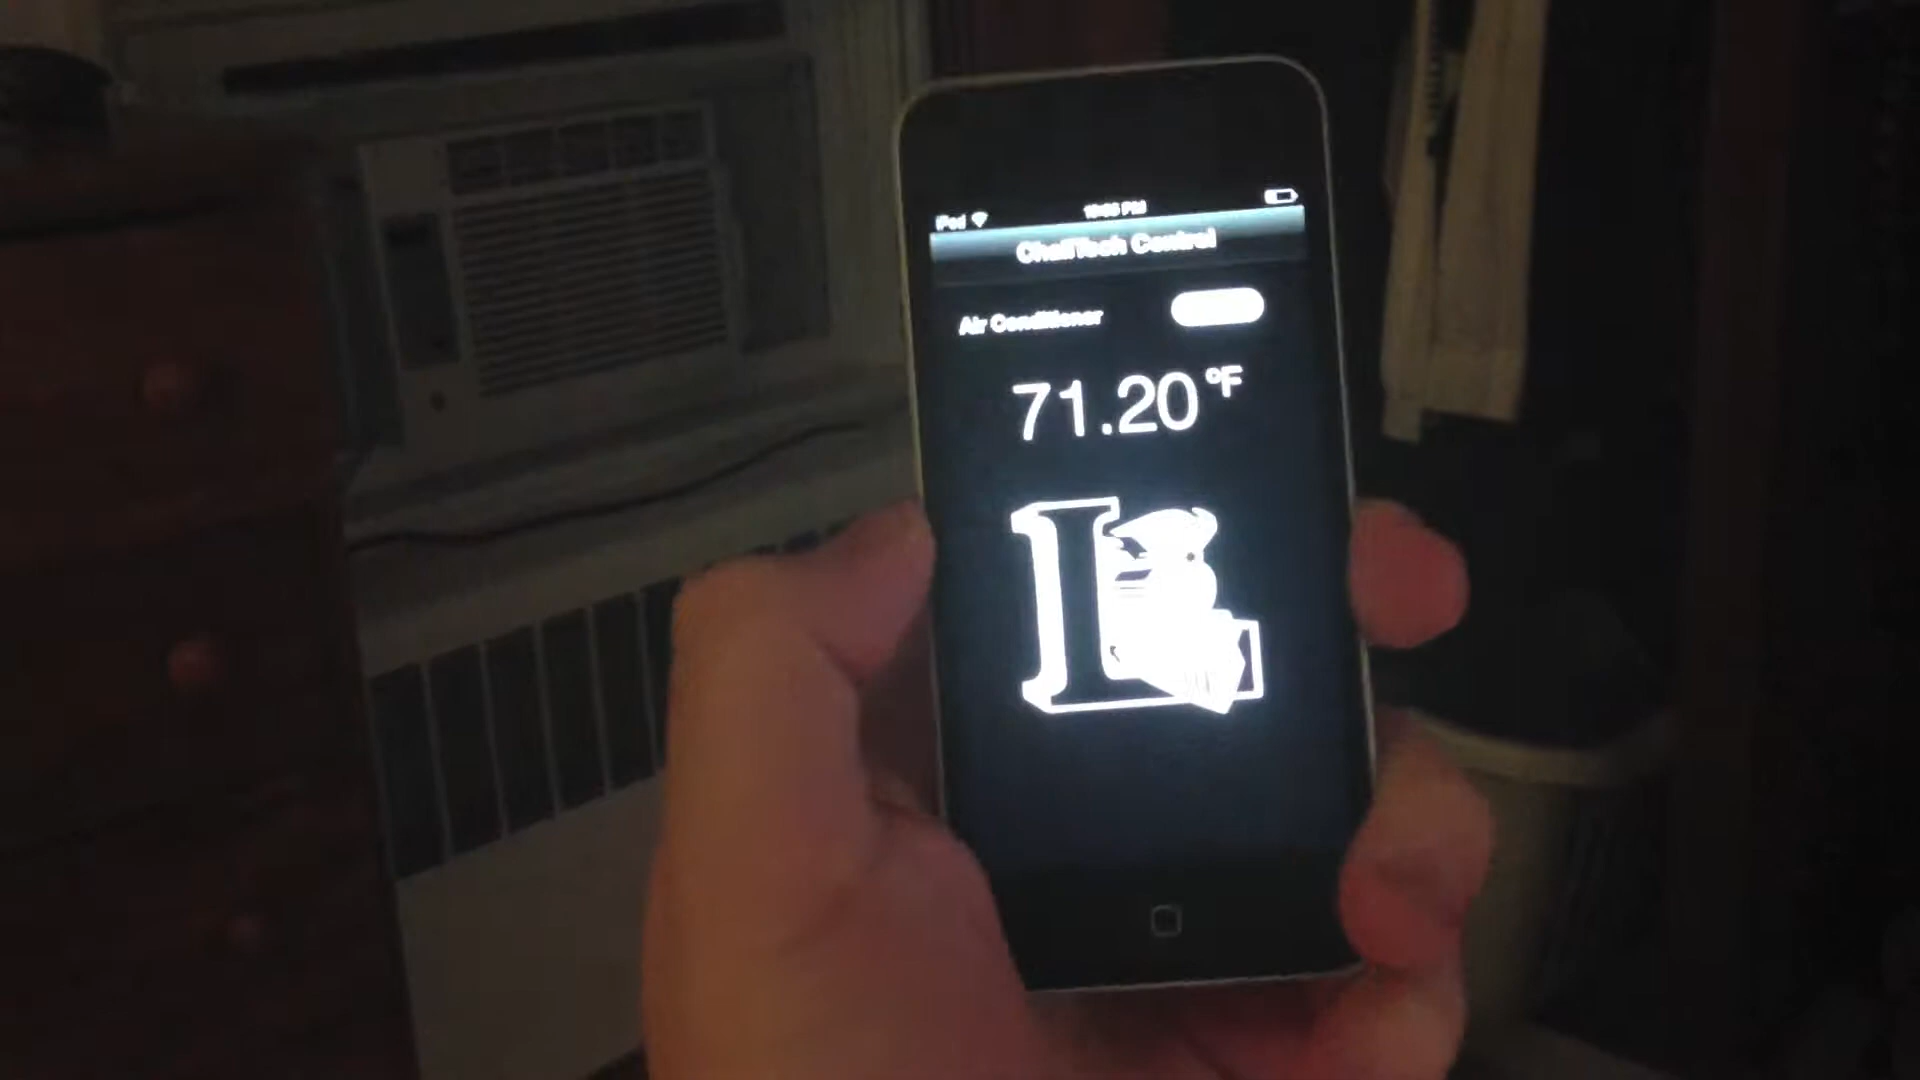 iPod
ChallTech Control
Air Conditioner
71.20 °F
L